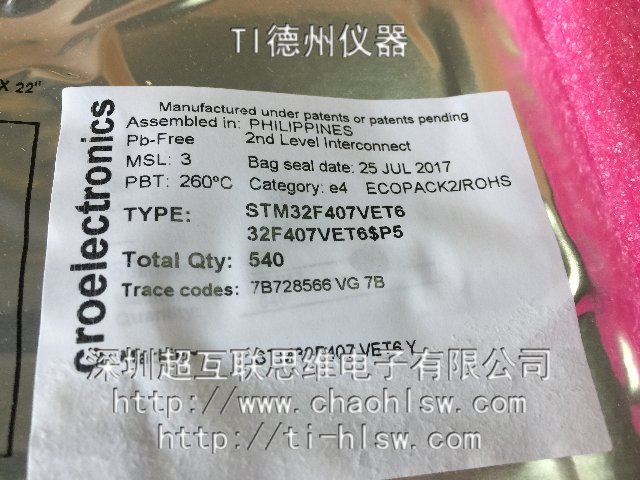 TI德州仪器
X 22"
croelectronics
Manufactured under patents or patents pending
Assembled in: PHILIPPINES
Pb-Free 2nd Level Interconnect
MSL: 3 Bag seal date: 25 JUL 2017
PBT: 260ºC Category: e4 ECOPACK2/ROHS
TYPE: STM32F407VET6
32F407VET6$P5
Total Qty: 540
Trace codes: 7B728566 VG 7B
深圳超互联思维电子有限公司
http://www.chaohlsw.com
http://ti-hlsw.com